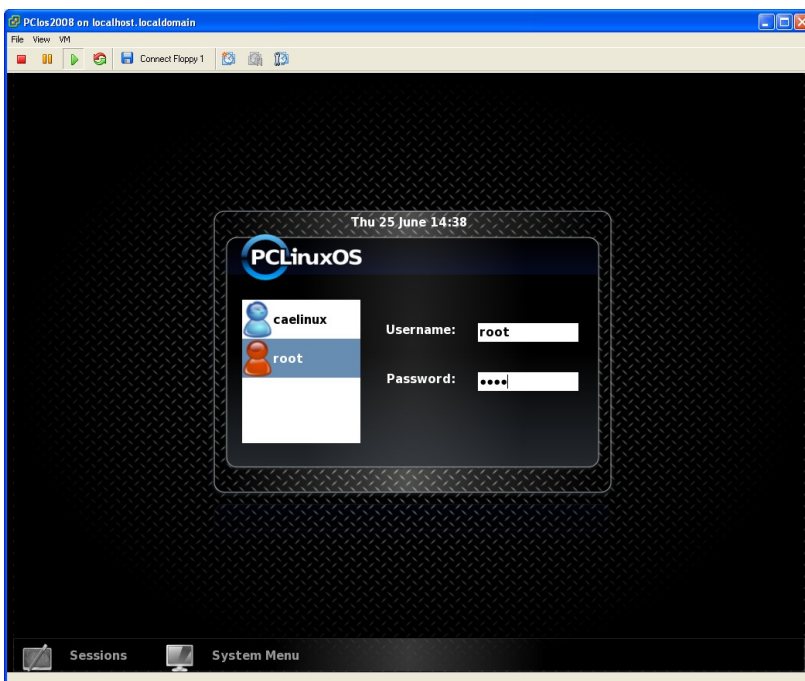 PClos2008 on localhost.localdomain
File View VM
Connect Floppy 1
Thu 25 June 14:38
PCLinuxOS
caelinux
root
Username: root
Password: ••••
Sessions
System Menu